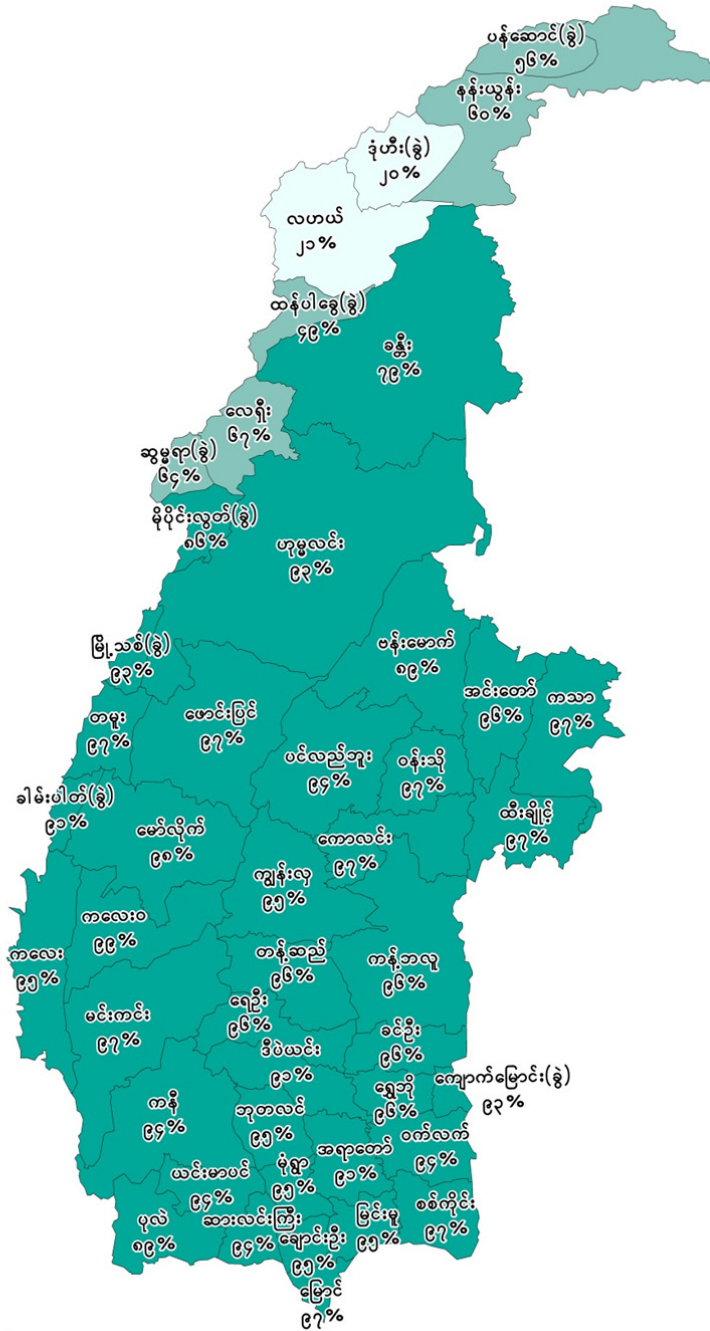 ပန်ဆောင်(ခွဲ)
၅၆%
နန်းယွန်း
၆၀%
ဒုံဟီး(ခွဲ)
၂၀%
လဟယ်
၂၁%
ထန်ပါခွေ(ခွဲ)
၄၉%
ခန္တီး
၇၉%
လေရှီး
၆၇%
ဆွမ္မရာ(ခွဲ)
၆၄%
မိုပိုင်းလွတ်(ခွဲ)
၈၆%
ဟုမ္မလင်း
၉၃%
မြို့သစ်(ခွဲ)
၉၃%
ဗန်းမောက်
၈၉%
အင်းတော်
၉၆%
ကသာ
၉၇%
တမူး
၉၇%
ဖောင်းပြင်
၉၇%
ပင်လည်ဘူး
၉၄%
ဝန်းသို
၉၇%
ခါမ်းပါတ်(ခွဲ)
၉၁%
မော်လိုက်
၉၈%
ကောလင်း
၉၇%
ထီးချိုင့်
၉၇%
ကျွန်းလှ
၉၅%
ကလေးဝ
၉၉%
ကလေး
၉၅%
တန့်ဆည်
၉၆%
ကန့်ဘလူ
၉၆%
မင်းကင်း
၉၇%
ရေဦး
၉၆%
ခင်ဦး
၉၆%
ဒီပဲယင်း
၉၁%
ကနီ
၉၄%
ဘုတလင်
၉၅%
ရွှေဘို
၉၆%
ကျောက်မြောင်း(ခွဲ)
၉၃%
မုံရွာ
၉၅%
အရာတော်
၉၁%
ဝက်လက်
၉၄%
ယင်းမာပင်
၉၄%
ပုလဲ
၈၉%
ဆားလင်းကြီး
၉၄%
ချောင်းဦး
၉၅%
မြင်းမူ
၉၅%
စစ်ကိုင်း
၉၇%
မြောင်
၉၇%